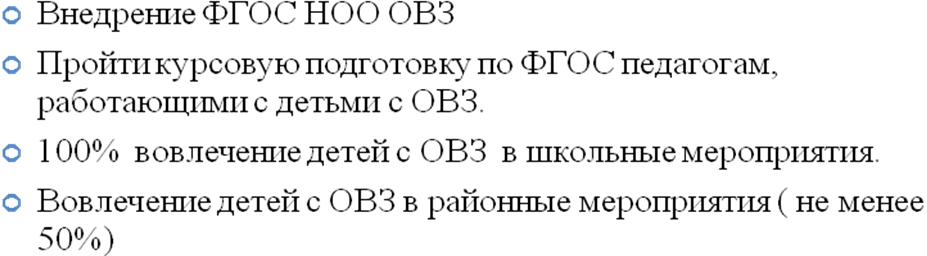 Внедрение ФГОС НОО ОВЗ
Пройти курсовую подготовку по ФГОС педагогам,
работающими с детьми с ОВЗ.
100% вовлечение детей с ОВЗ в школьные мероприятия.
Вовлечение детей с ОВЗ в районные мероприятия ( не менее
50%)